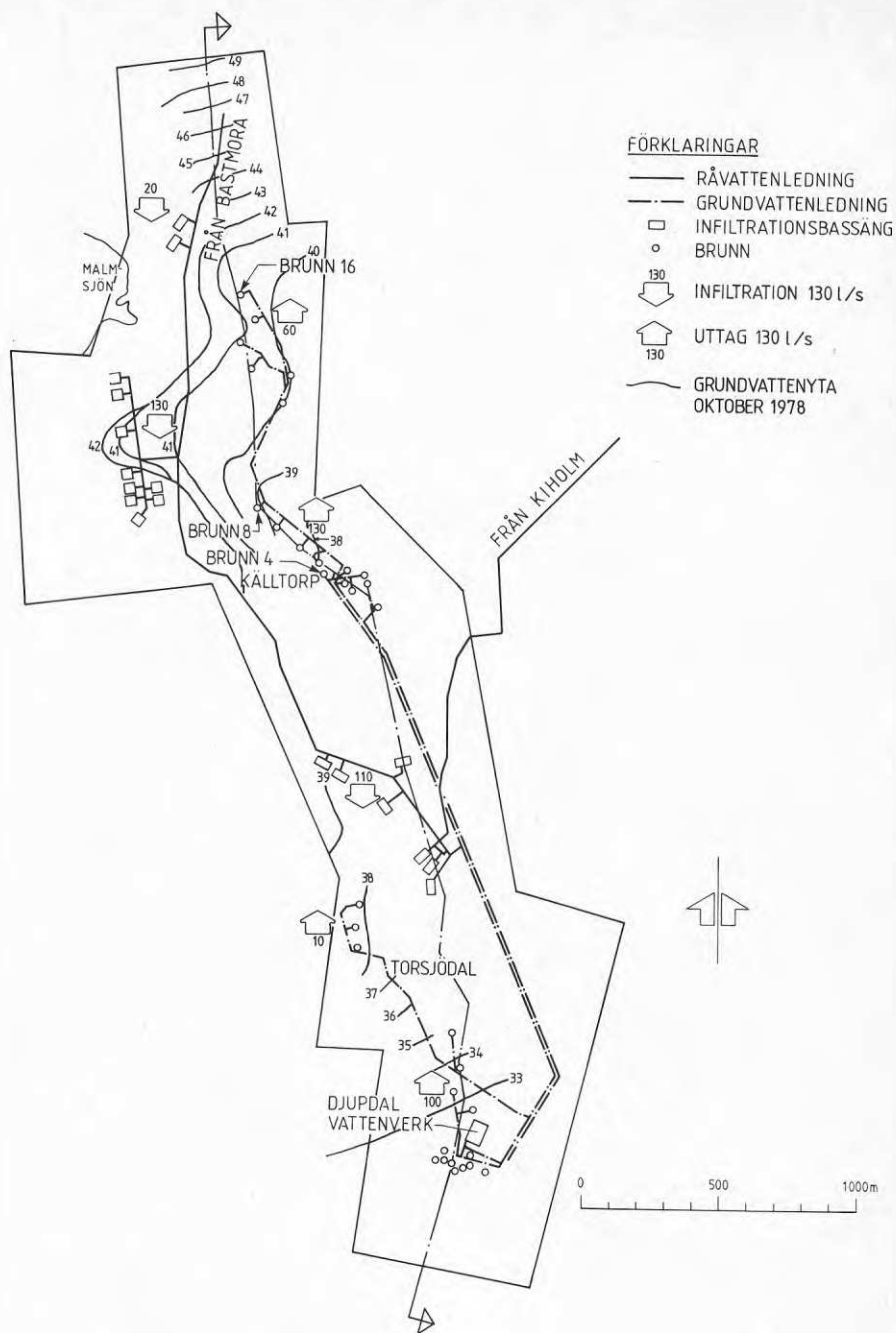 49
48
47
46
45
44
43
42
41
40
20
FRÅN BASTMORA
MALM-
SJÖN
BRUNN 16
60
130
42
41
41
39
BRUNN 8
130
38
BRUNN 4
KÄLLTORP
FRÅN KIHOLM
39
110
38
10
TORSJÖDAL
37
36
35
34
33
100
DJUPDAL
VATTENVERK
FÖRKLARINGAR
RÅVATTENLEDNING
GRUNDVATTENLEDNING
INFILTRATIONSBASSÄNG
BRUNN
130
INFILTRATION 130 l/s
UTTAG 130 l/s
130
GRUNDVATTENYTA
OKTOBER 1978
0
500
1000m